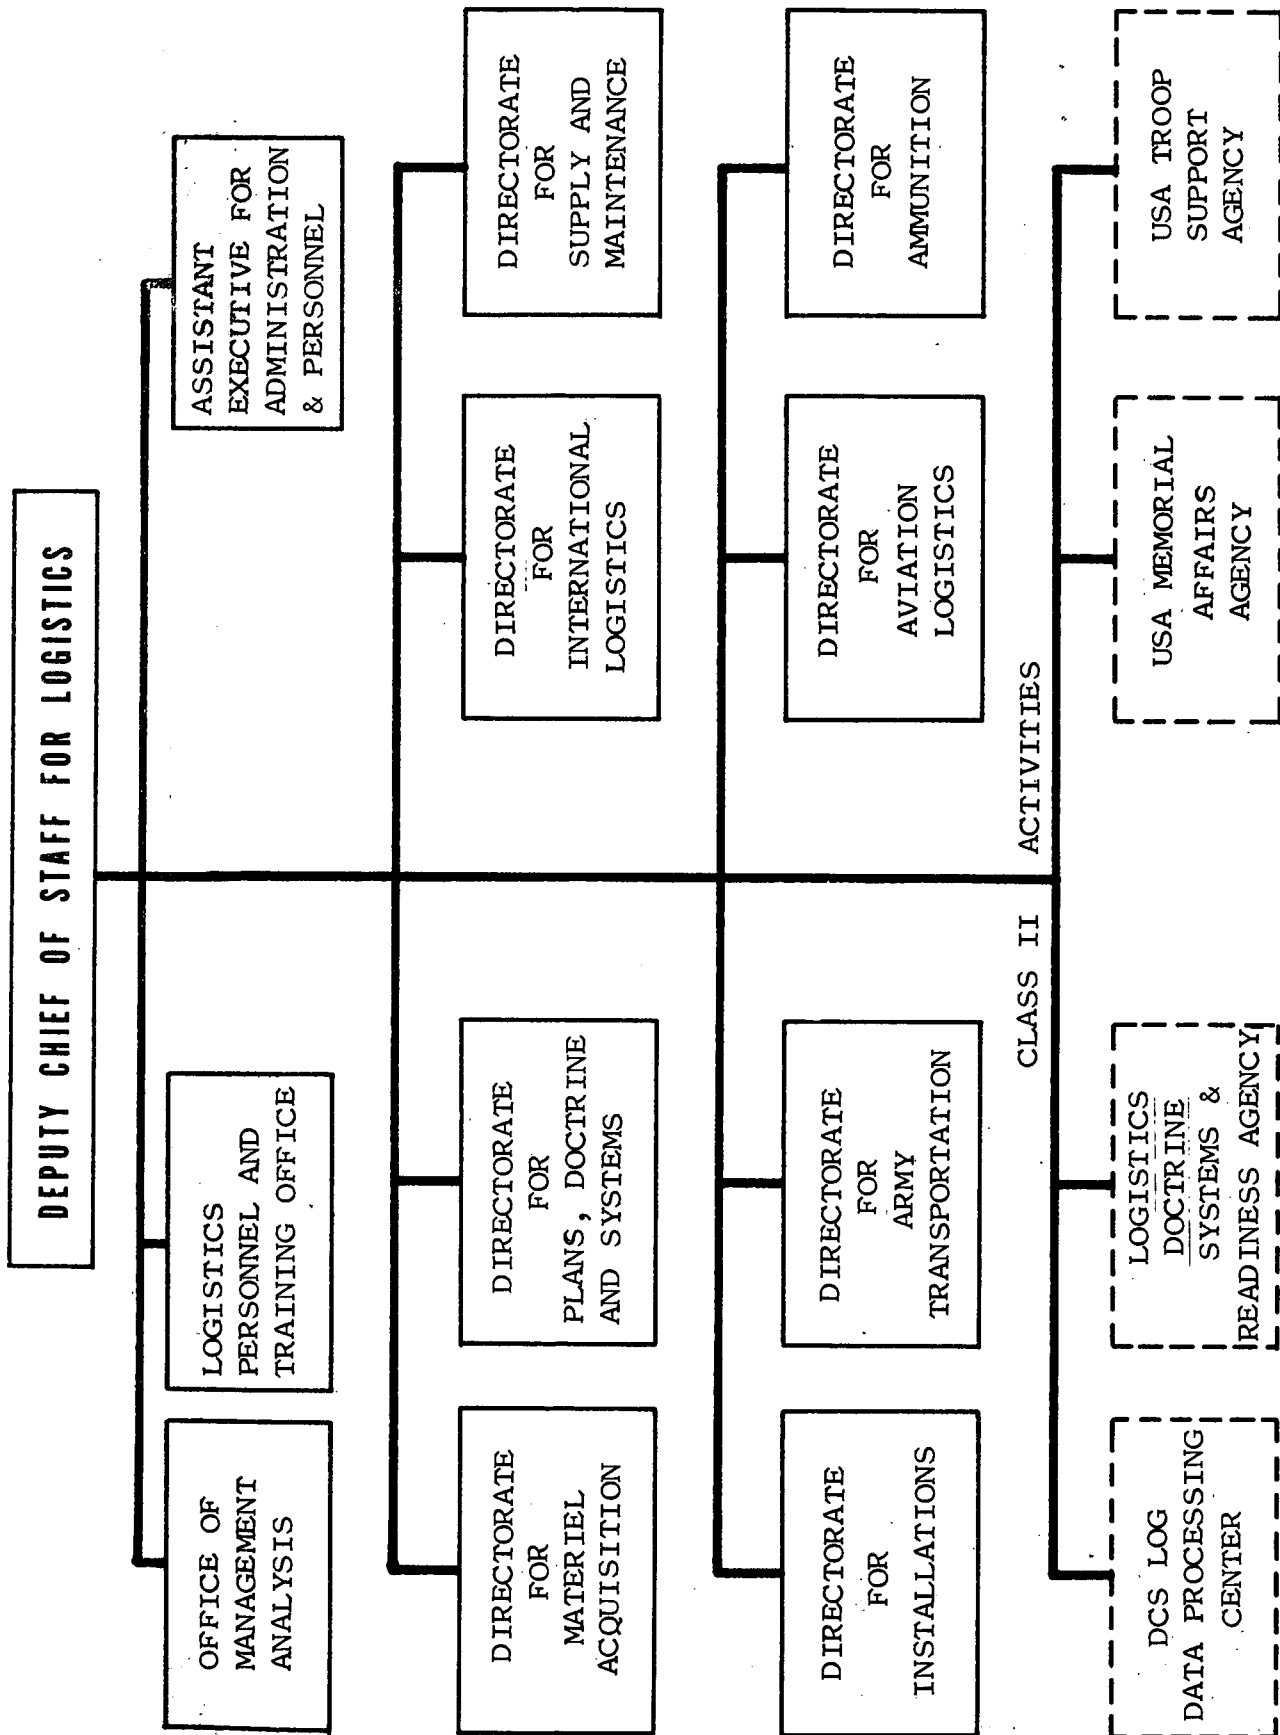 DEPUTY CHIEF OF STAFF FOR LOGISTICS
OFFICE OF
MANAGEMENT
ANALYSIS
LOGISTICS
PERSONNEL AND
TRAINING OFFICE
ASSISTANT
EXECUTIVE FOR
ADMINISTRATION
& PERSONNEL
DIRECTORATE
FOR
MATERIEL
ACQUISITION
DIRECTORATE
FOR
PLANS, DOCTRINE
AND SYSTEMS
DIRECTORATE
FOR
INTERNATIONAL
LOGISTICS
DIRECTORATE
FOR
SUPPLY AND
MAINTENANCE
DIRECTORATE
FOR
INSTALLATIONS
DIRECTORATE
FOR
ARMY
TRANSPORTATION
DIRECTORATE
FOR
AVIATION
LOGISTICS
DIRECTORATE
FOR
AMMUNITION
CLASS II ACTIVITIES
DCS LOG
DATA PROCESSING
CENTER
LOGISTICS
DOCTRINE
SYSTEMS &
READINESS AGENCY
USA MEMORIAL
AFFAIRS
AGENCY
USA TROOP
SUPPORT
AGENCY